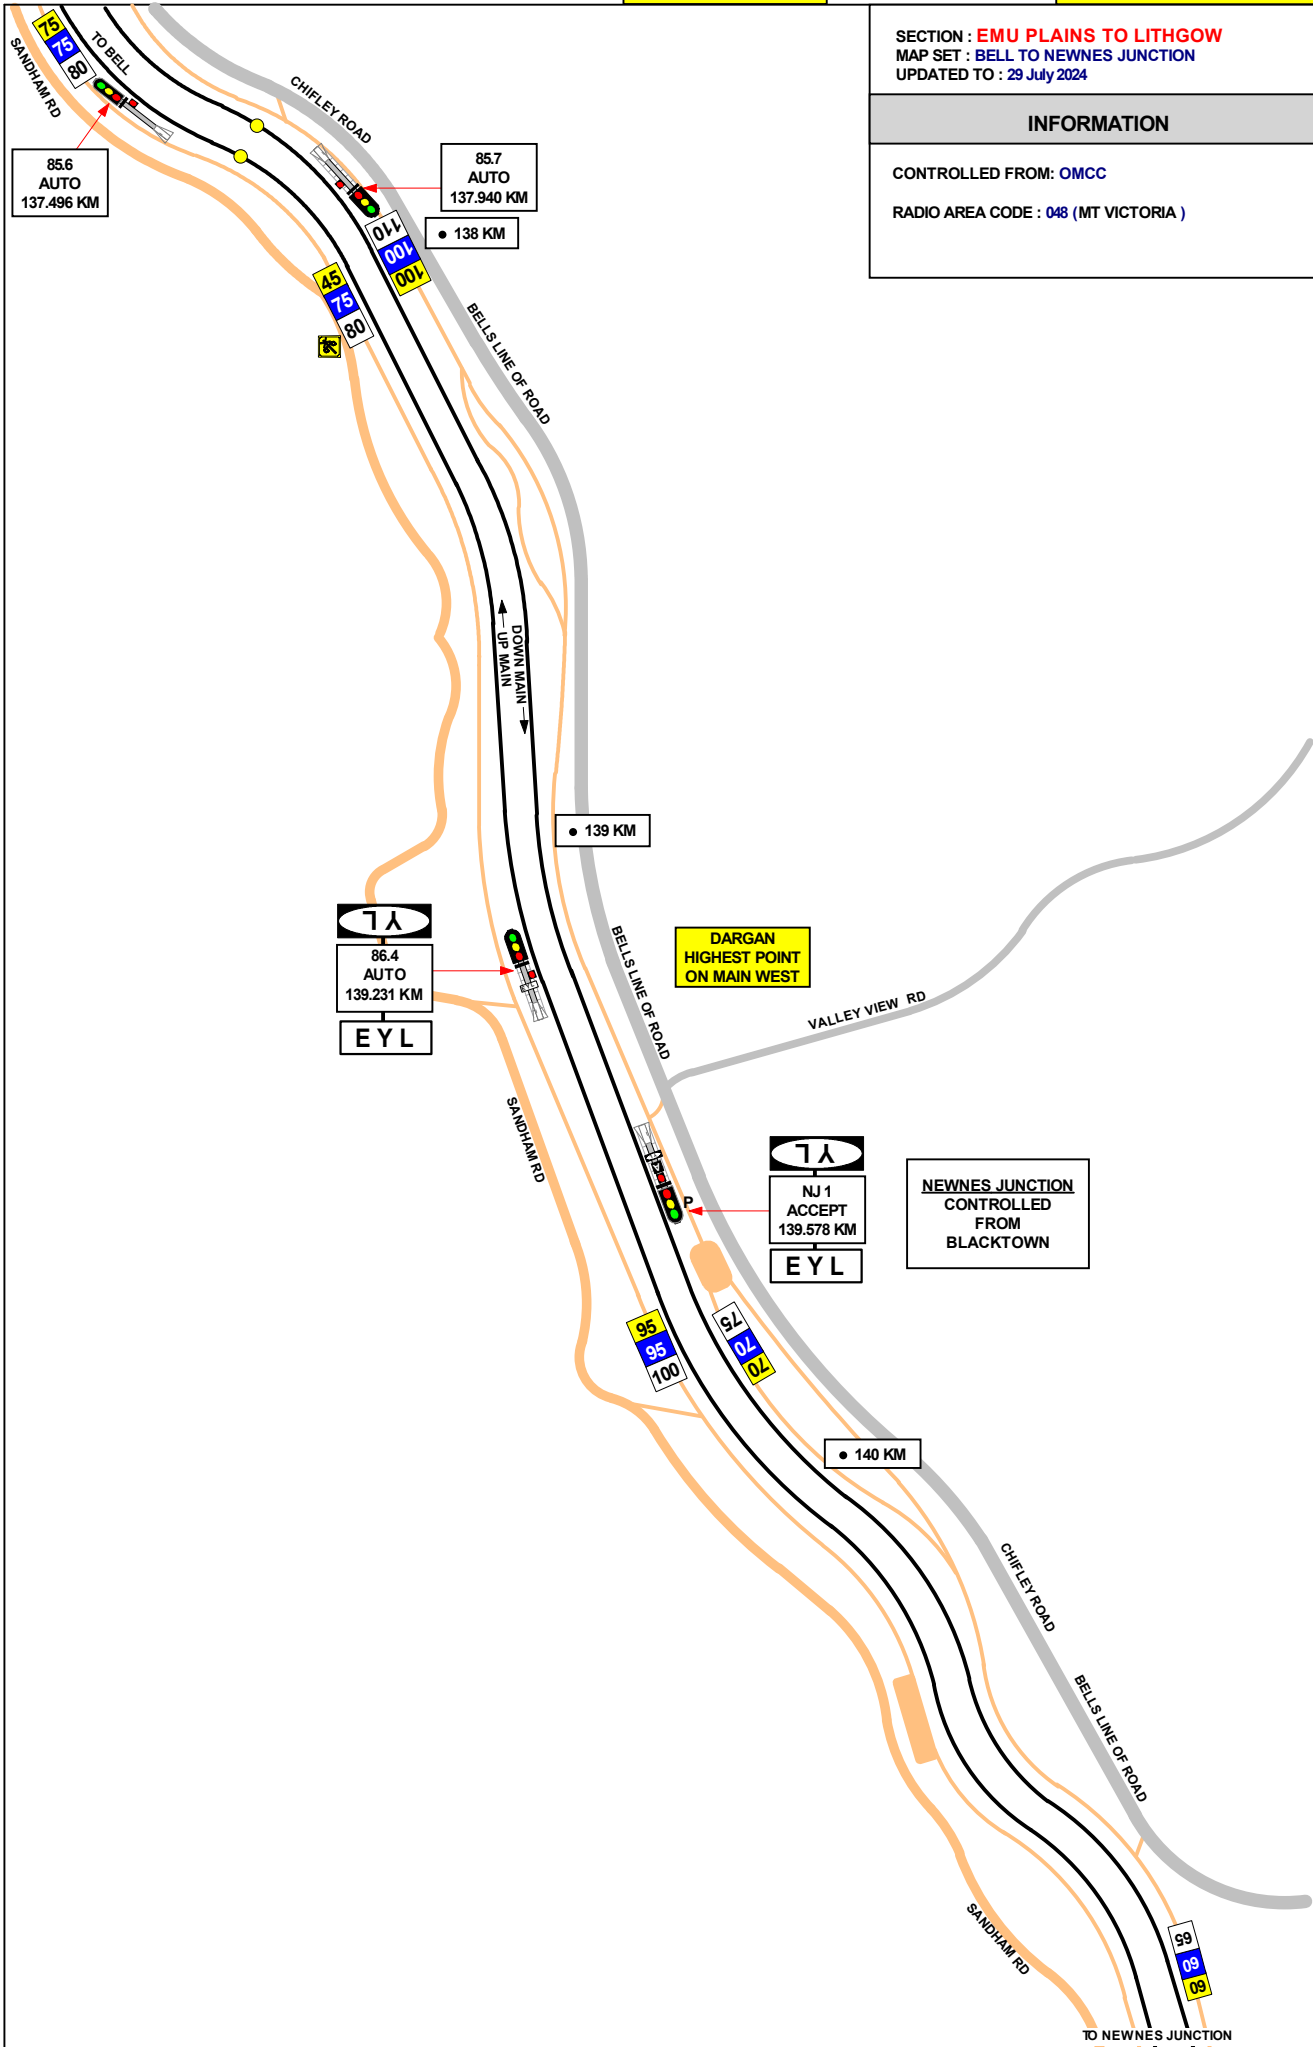 SECTION : EMU PLAINS TO LITHGOW
MAP SET : BELL TO NEWNES JUNCTION
UPDATED TO : 29 July 2024
INFORMATION
CONTROLLED FROM: OMCC
RADIO AREA CODE : 048 (MT VICTORIA )
75
75
80
TO BELL
SANDHAM RD
CHIFLEY ROAD
85.6
AUTO
137.496 KM
85.7
AUTO
137.940 KM
• 138 KM
110
100
100
45
75
80
BELLS LINE OF ROAD
UP MAIN
DOWN MAIN
• 139 KM
YL
86.4
AUTO
139.231 KM
E Y L
BELLS LINE OF ROAD
DARGAN
HIGHEST POINT
ON MAIN WEST
VALLEY VIEW RD
SANDHAM RD
P
YL
NJ 1
ACCEPT
139.578 KM
E Y L
NEWNES JUNCTION
CONTROLLED
FROM
BLACKTOWN
95
95
100
75
70
70
• 140 KM
CHIFLEY ROAD
BELLS LINE OF ROAD
SANDHAM RD
65
60
60
TO NEWNES JUNCTION